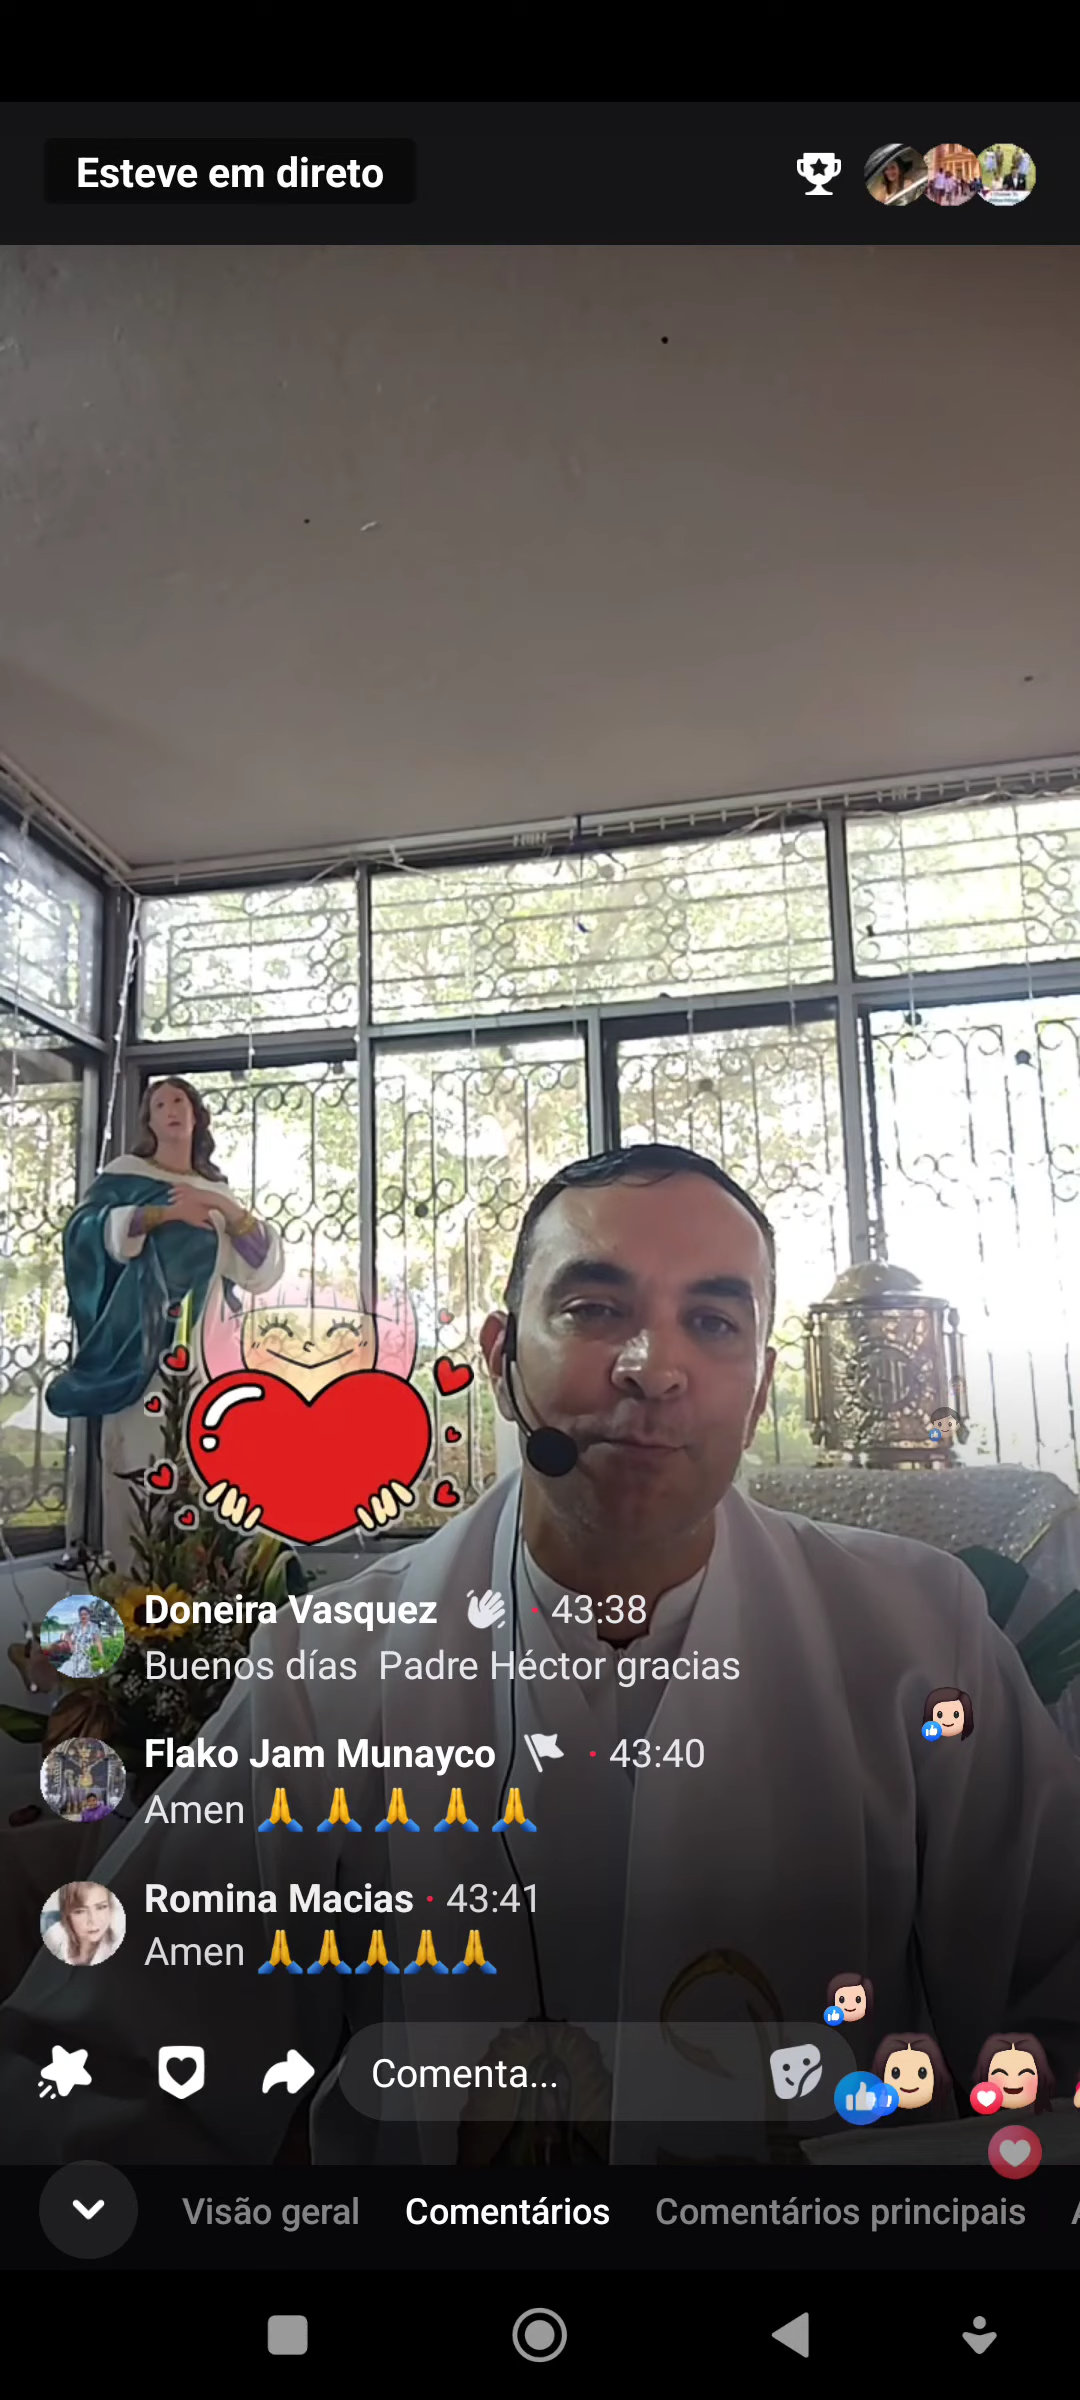 Esteve em direto
Doneira Vasquez 43:38
Buenos días Padre Héctor gracias
Flako Jam Munayco 43:40
Amen 🙏 🙏 🙏 🙏 🙏
Romina Macias 43:41
Amen 🙏🙏🙏🙏🙏
Comenta...
Visão geral Comentários Comentários principais